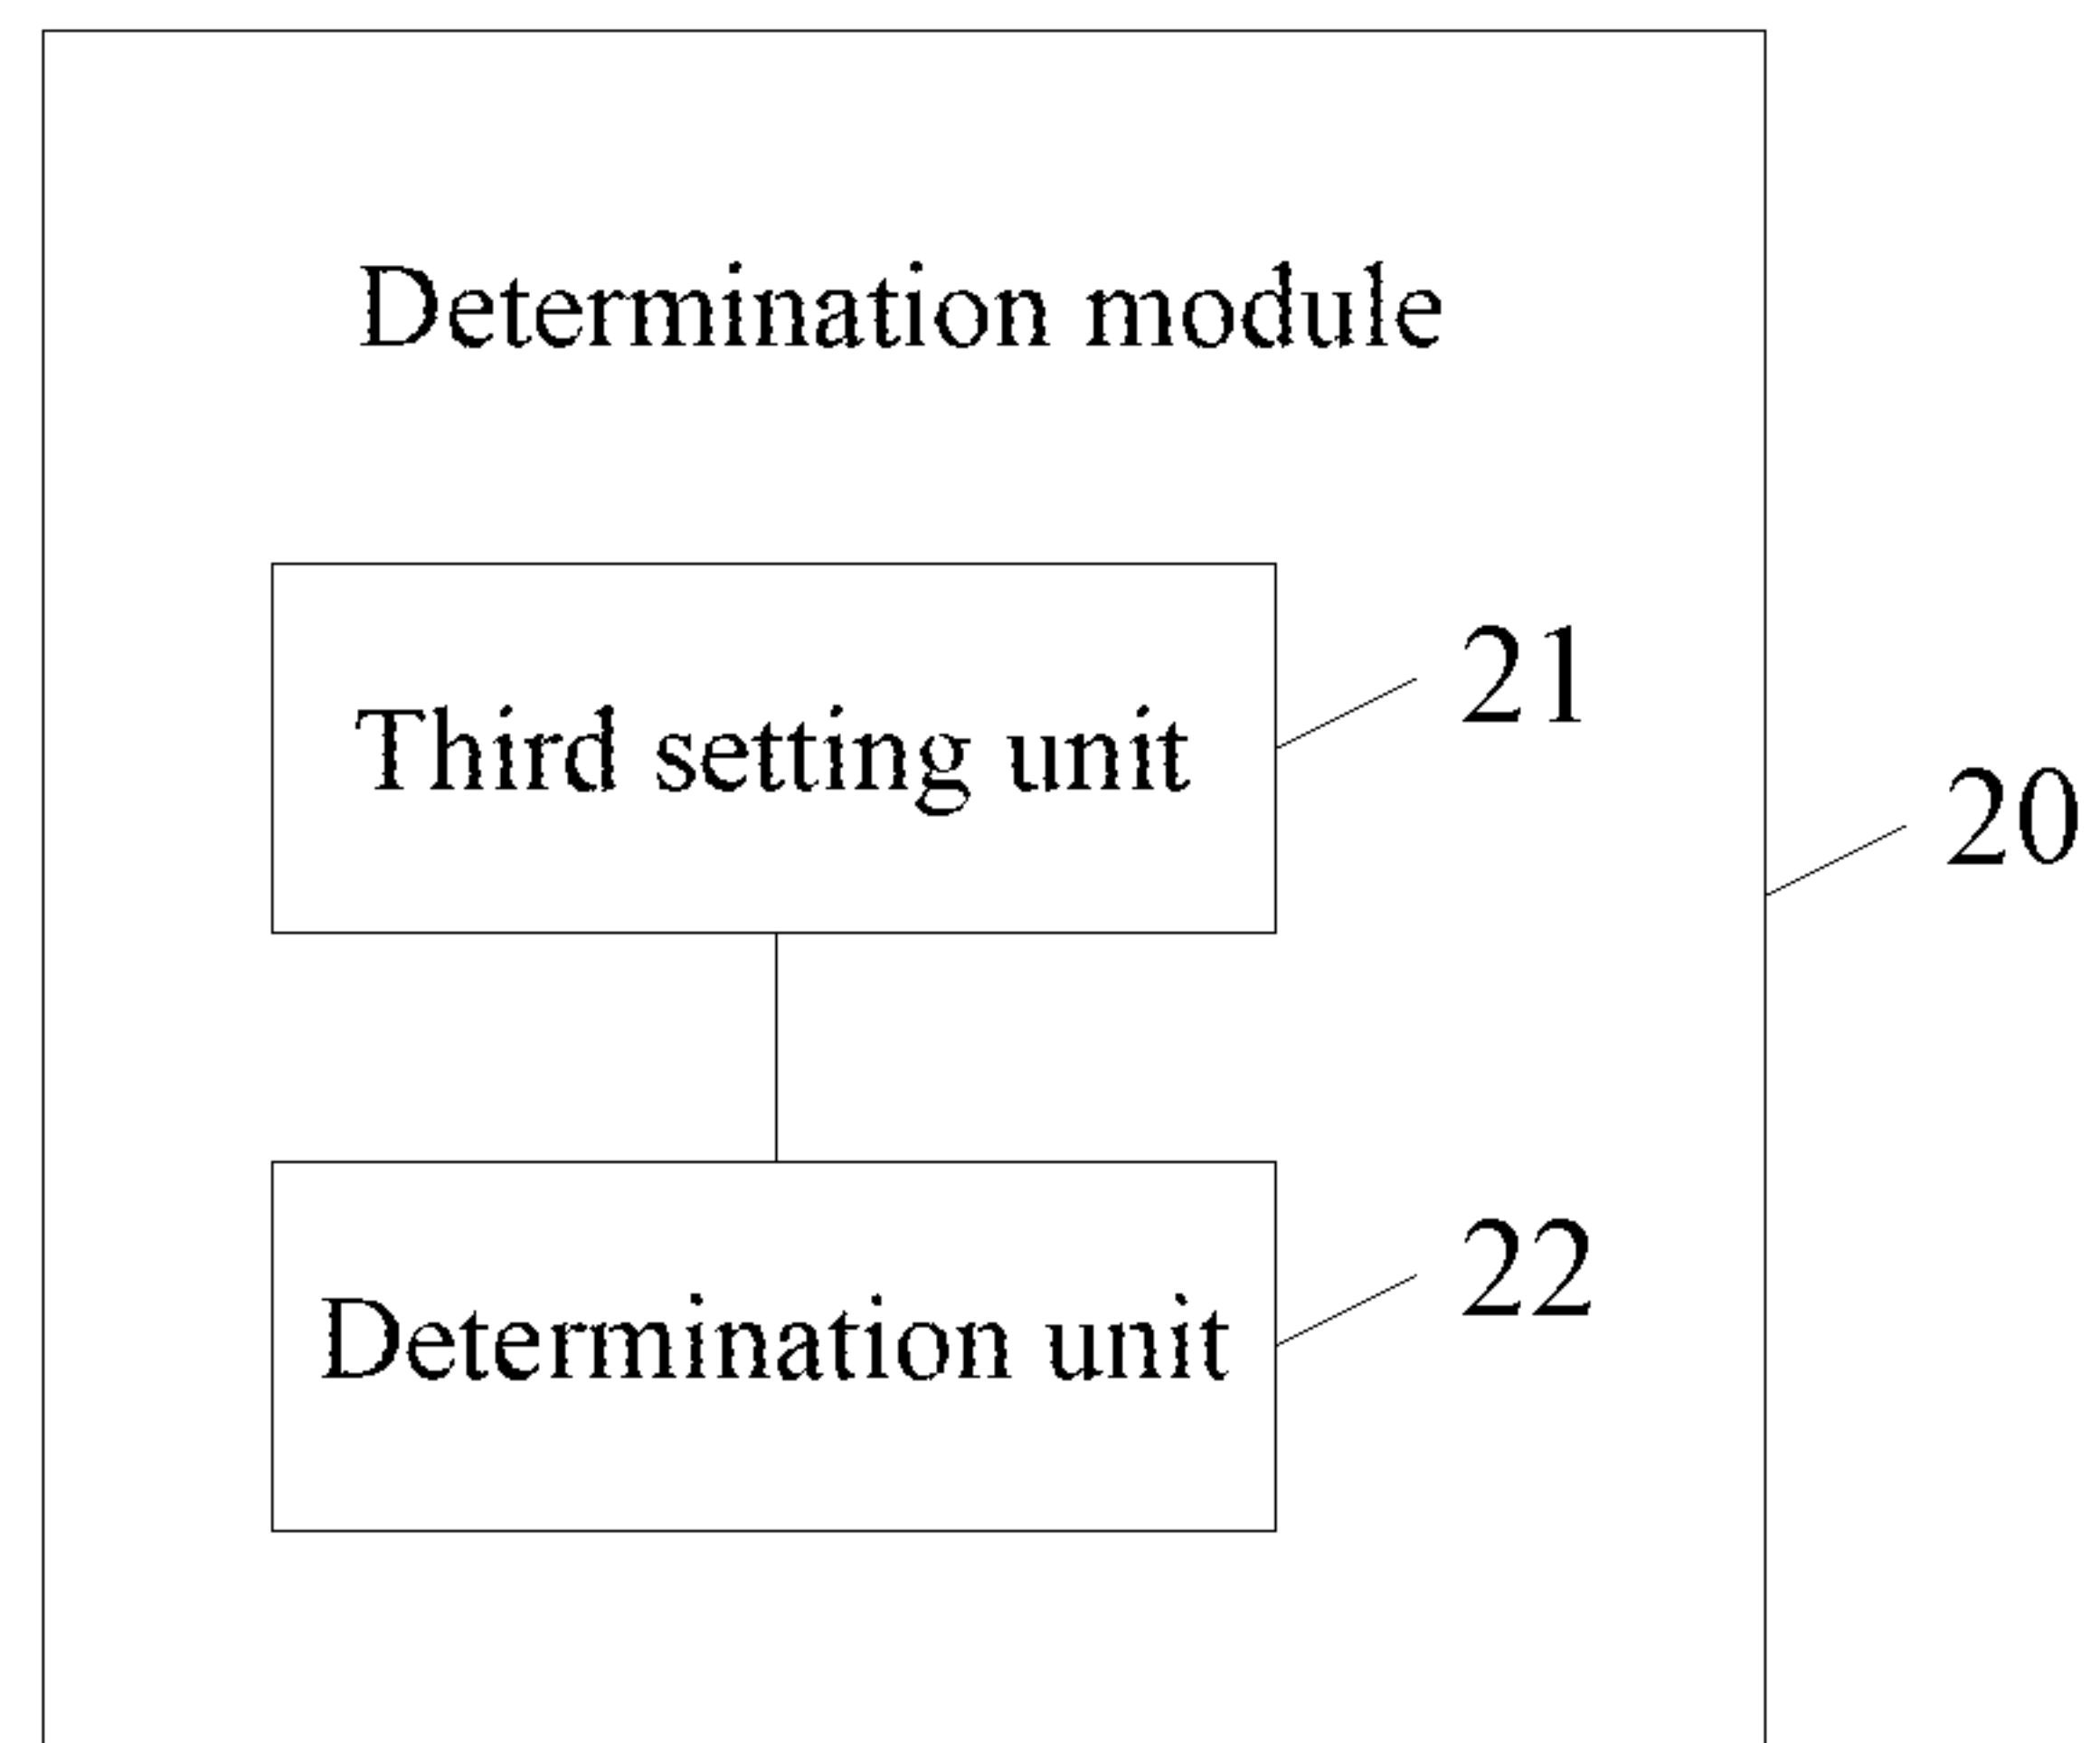 Determination module
Third setting unit
21
20
Determination unit
22